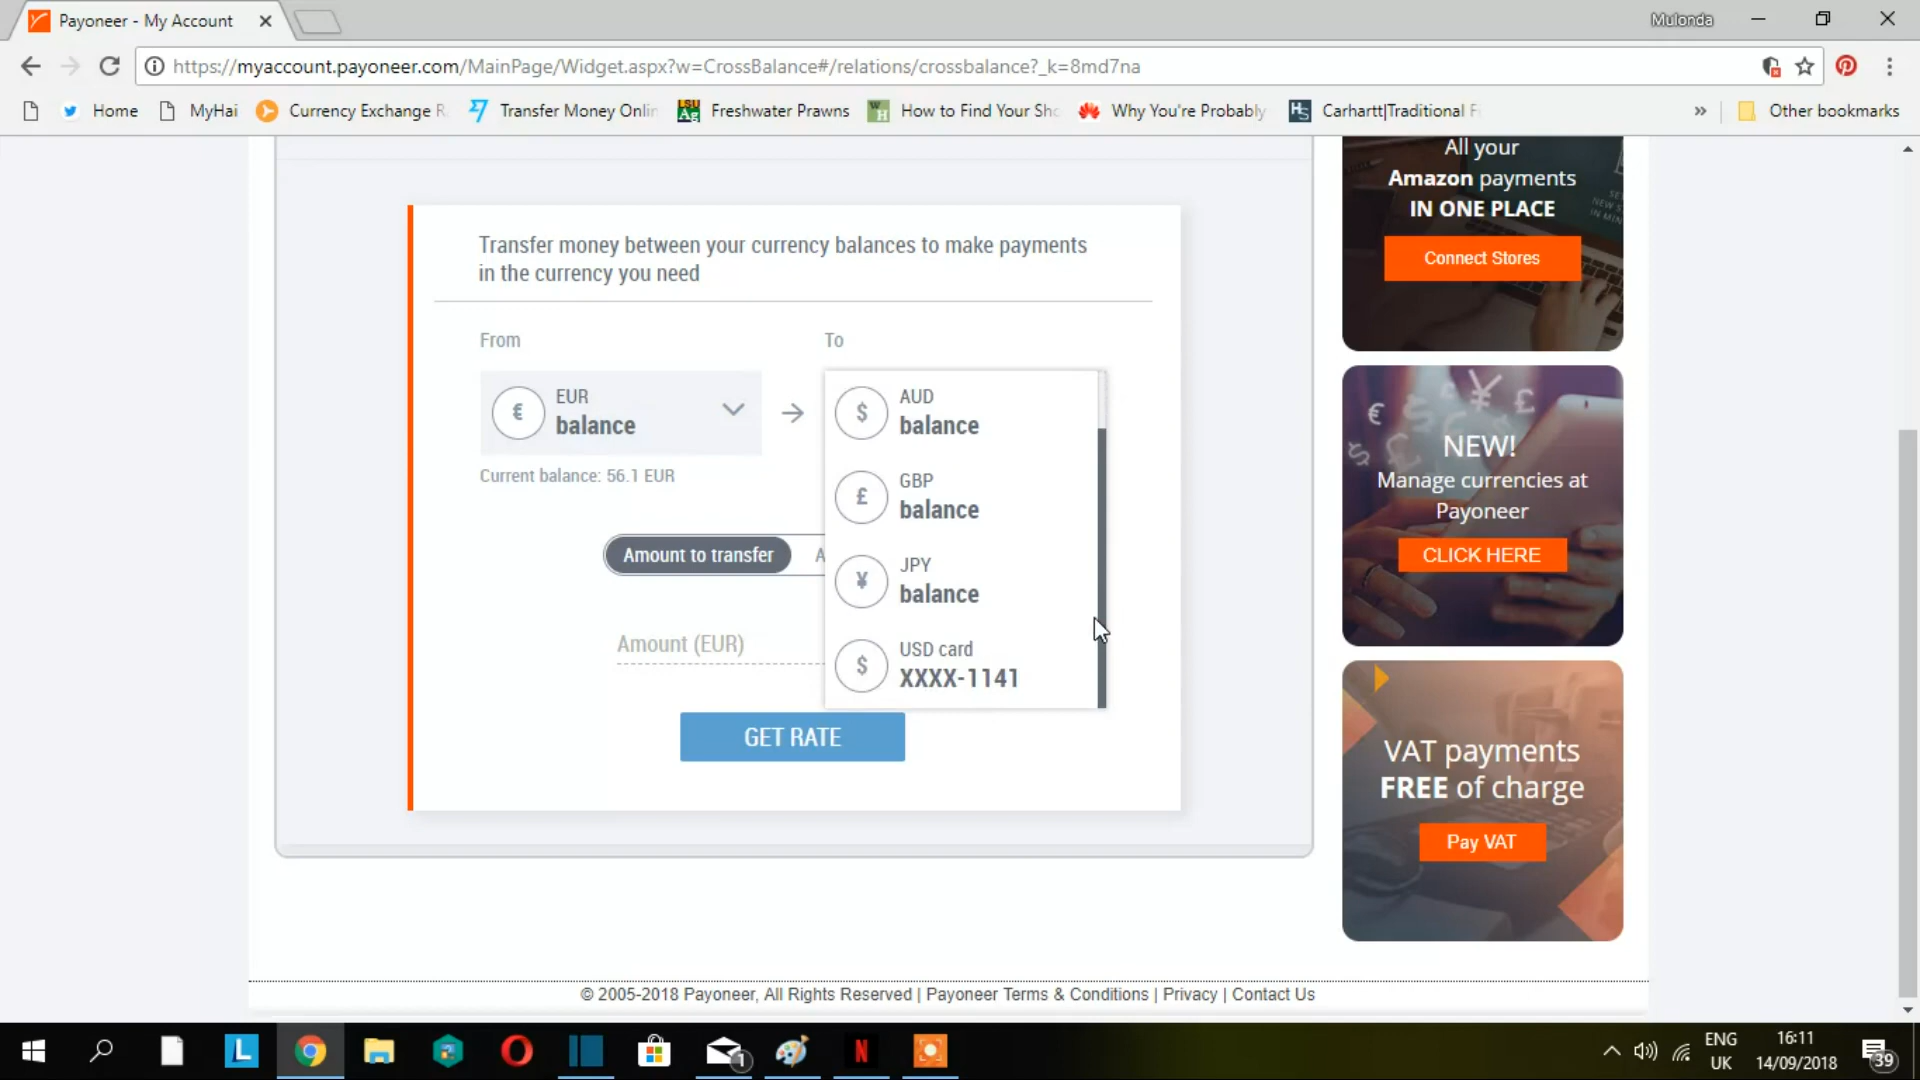 Payoneer - My Account
Mulonda
https://myaccount.payoneer.com/MainPage/Widget.aspx?w=CrossBalance#/relations/crossbalance?_k=8md7na
Home
MyHai
Currency Exchange R
Transfer Money Onlin
LSU
Ag
Freshwater Prawns
How to Find Your Sho
Why You're Probably
HS
Carhartt|Traditional F
»
Other bookmarks
Transfer money between your currency balances to make payments
in the currency you need
From
To
€
EUR
balance
Current balance: 56.1 EUR
$
AUD
balance
£
GBP
balance
¥
JPY
balance
$
USD card
XXXX-1141
Amount to transfer
A
Amount (EUR)
GET RATE
All your
Amazon payments
IN ONE PLACE
Connect Stores
NEW!
Manage currencies at
Payoneer
CLICK HERE
VAT payments
FREE of charge
Pay VAT
© 2005-2018 Payoneer, All Rights Reserved | Payoneer Terms & Conditions | Privacy | Contact Us
L
1
N
ENG
UK
16:11
14/09/2018
39